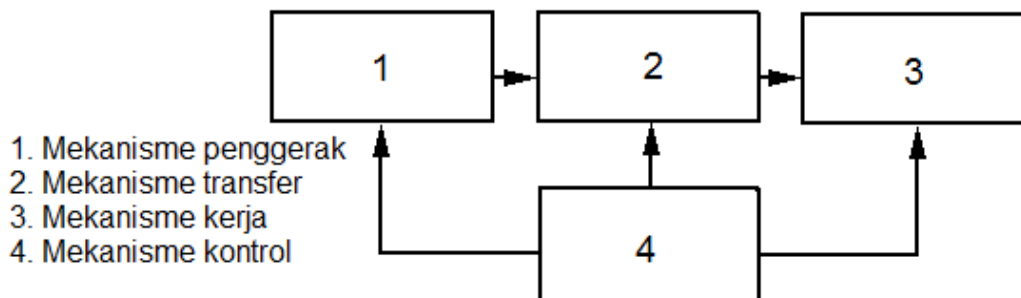 1
2
3
1. Mekanisme penggerak
2. Mekanisme transfer
3. Mekanisme kerja
4. Mekanisme kontrol
4